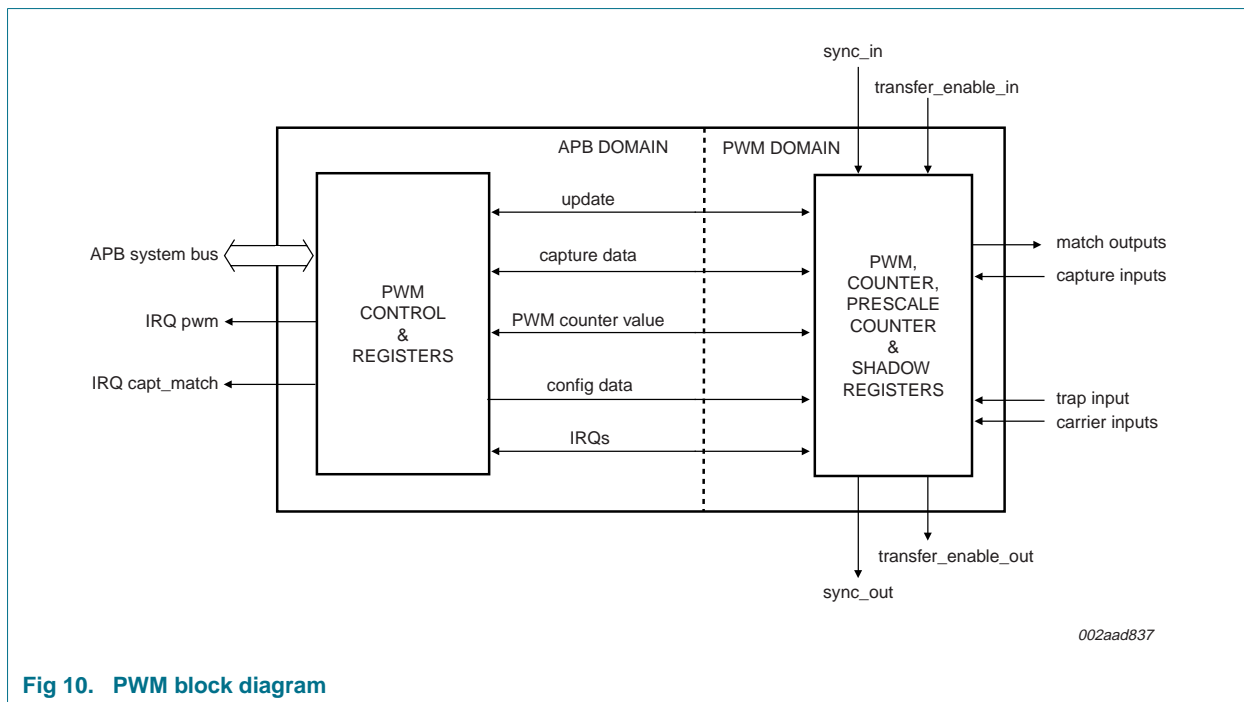 sync_in
transfer_enable_in
APB DOMAIN
PWM DOMAIN
update
capture data
PWM counter value
config data
IRQs
APB system bus
IRQ pwm
IRQ capt_match
PWM
CONTROL
&
REGISTERS
PWM,
COUNTER,
PRESCALE
COUNTER
&
SHADOW
REGISTERS
match outputs
capture inputs
trap input
carrier inputs
transfer_enable_out
sync_out
002aad837
Fig 10. PWM block diagram